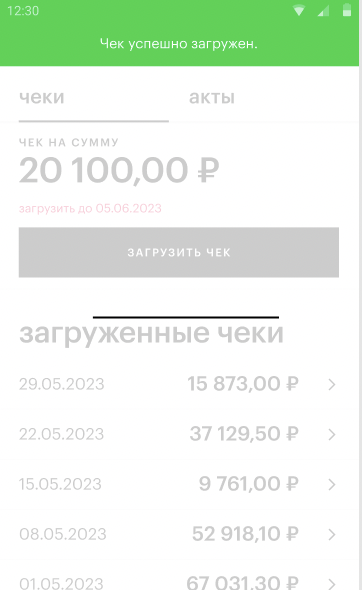 12:30
Чек успешно загружен.
чеки акты
ЧЕК НА СУММУ
20 100,00 ₽
загрузить до 05.06.2023
ЗАГРУЗИТЬ ЧЕК
загруженные чеки
29.05.2023 15 873,00 ₽
22.05.2023 37 129,50 ₽
15.05.2023 9 761,00 ₽
08.05.2023 52 918,10 ₽
01.05.2023 67 031,30 ₽